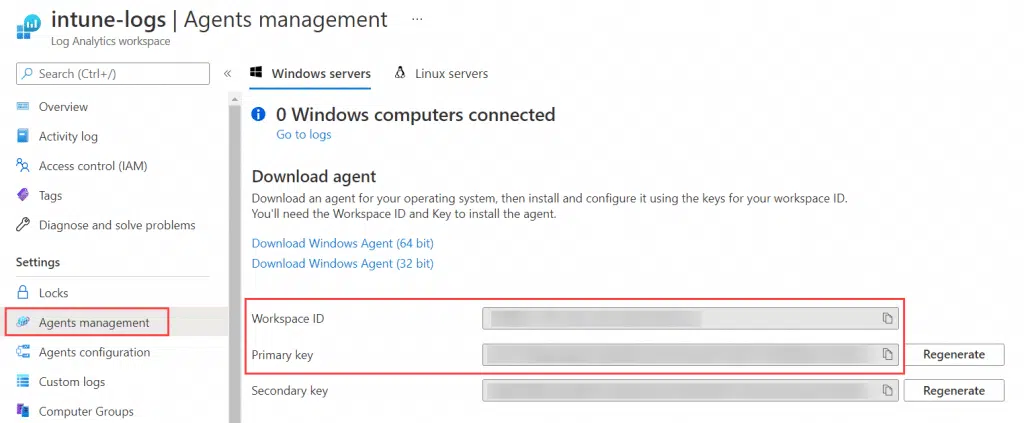 intune-logs | Agents management ...
Log Analytics workspace
Search (Ctrl+/)
«
Overview
Activity log
Access control (IAM)
Tags
Diagnose and solve problems
Settings
Locks
Agents management
Agents configuration
Custom logs
Computer Groups
Windows servers
Linux servers
0 Windows computers connected
Go to logs
Download agent
Download an agent for your operating system, then install and configure it using the keys for your workspace ID.
You'll need the Workspace ID and Key to install the agent.
Download Windows Agent (64 bit)
Download Windows Agent (32 bit)
Workspace ID
Primary key
Regenerate
Secondary key
Regenerate